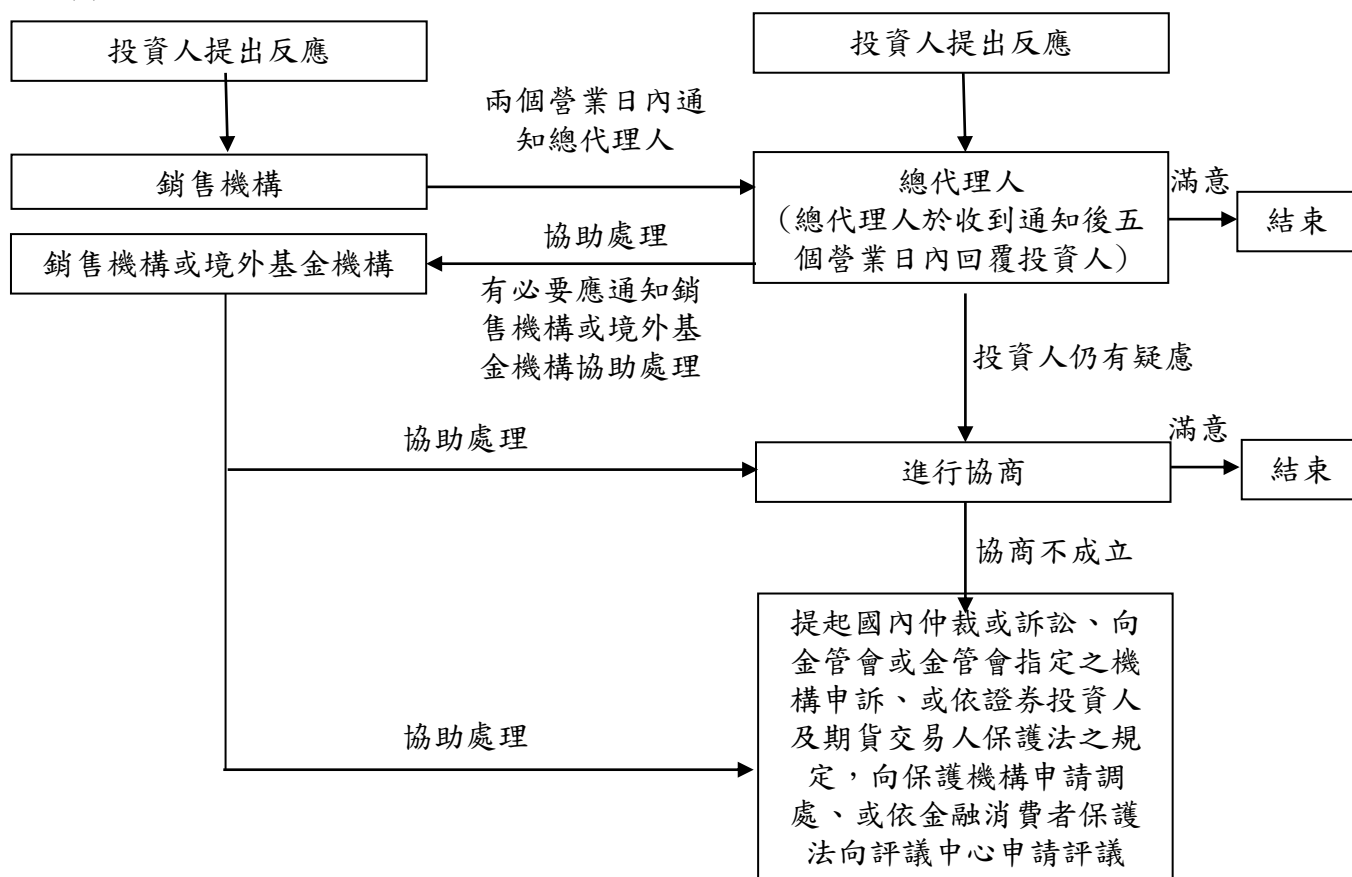 投資人提出反應
投資人提出反應
兩個營業日內通
知總代理人
銷售機構
總代理人
（總代理人於收到通知後五
個營業日內回覆投資人）
滿意
結束
協助處理
銷售機構或境外基金機構
有必要應通知銷
售機構或境外基
金機構協助處理
投資人仍有疑慮
協助處理
進行協商
滿意
結束
協商不成立
提起國內仲裁或訴訟、向
金管會或金管會指定之機
構申訴、或依證券投資人
及期貨交易人保護法之規
定，向保護機構申請調
處、或依金融消費者保護
法向評議中心申請評議
協助處理